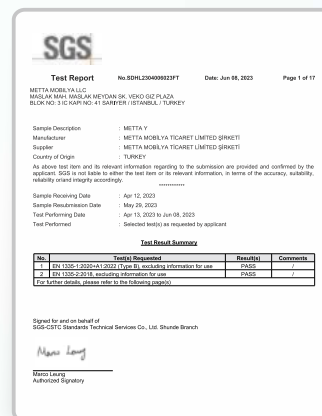 SGS
Test Report No.SDHL2304006023FT Date: Jun 08, 2023 Page 1 of 17
METTA MOBILYA LLC
MASLAK MAH. MASLAK MEYDAN SK. VEKO GIZ PLAZA
BLOK NO: 3 IC KAPI NO: 41 SARIYER / ISTANBUL / TURKEY
Sample Description : METTA Y
Manufacturer : METTA MOBİLYA TİCARET LİMİTED ŞİRKETİ
Supplier : METTA MOBİLYA TİCARET LİMİTED ŞİRKETİ
Country of Origin : TURKEY
As above test item and its relevant information regarding to the submission are provided and confirmed by the
applicant. SGS is not liable to either the test item or its relevant information, in terms of the accuracy, suitability,
reliability or/and integrity accordingly.
************
Sample Receiving Date : Apr 12, 2023
Sample Resubmission Date : May 29, 2023
Test Performing Date : Apr 13, 2023 to Jun 08, 2023
Test Performed : Selected test(s) as requested by applicant
Test Result Summary
No. Test(s) Requested Result(s) Comments
1 EN 1335-1:2020+A1:2022 (Type B), excluding information for use PASS /
2 EN 1335-2:2018, excluding information for use PASS /
For further details, please refer to the following page(s)
Signed for and on behalf of
SGS-CSTC Standards Technical Services Co., Ltd. Shunde Branch
Marco Leung
Marco Leung
Authorized Signatory